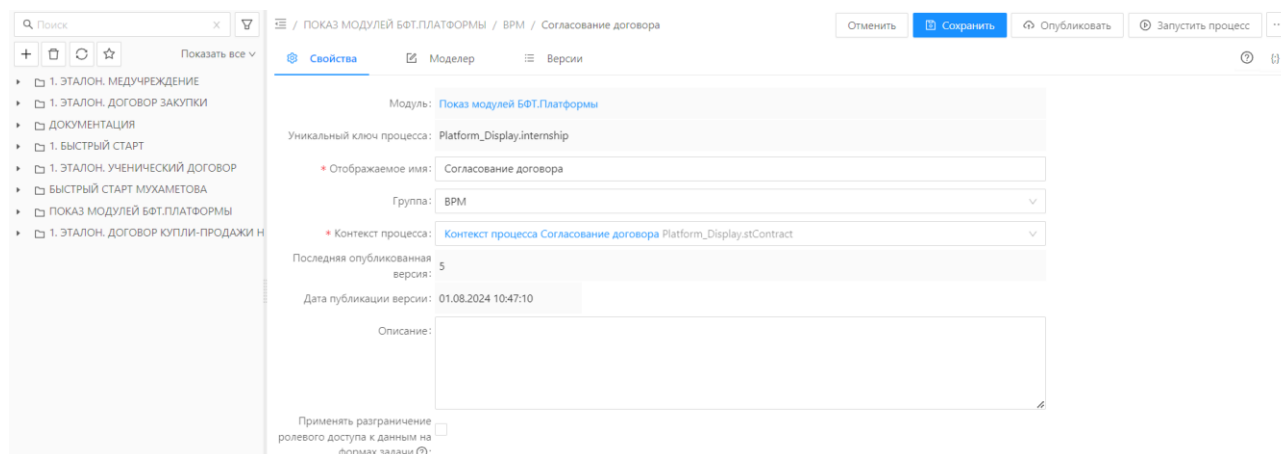 Поиск
/ ПОКАЗ МОДУЛЕЙ БФТ.ПЛАТФОРМЫ / BPM / Согласование договора
Отменить
Сохранить
Опубликовать
Запустить процесс
Показать все
Свойства
Моделер
Версии
1. ЭТАЛОН. МЕДУЧРЕЖДЕНИЕ
1. ЭТАЛОН. ДОГОВОР ЗАКУПКИ
ДОКУМЕНТАЦИЯ
1. БЫСТРЫЙ СТАРТ
1. ЭТАЛОН. УЧЕНИЧЕСКИЙ ДОГОВОР
БЫСТРЫЙ СТАРТ МУХАМЕТОВА
ПОКАЗ МОДУЛЕЙ БФТ.ПЛАТФОРМЫ
1. ЭТАЛОН. ДОГОВОР КУПЛИ-ПРОДАЖИ Н
Модуль: Показ модулей БФТ.Платформы
Уникальный ключ процесса: Platform_Display.internship
* Отображаемое имя: Согласование договора
Группа: BPM
* Контекст процесса: Контекст процесса Согласование договора Platform_Display.stContract
Последняя опубликованная
версия: 5
Дата публикации версии: 01.08.2024 10:47:10
Описание:
Применять разграничение
ролевого доступа к данным на
формах задачи ?: